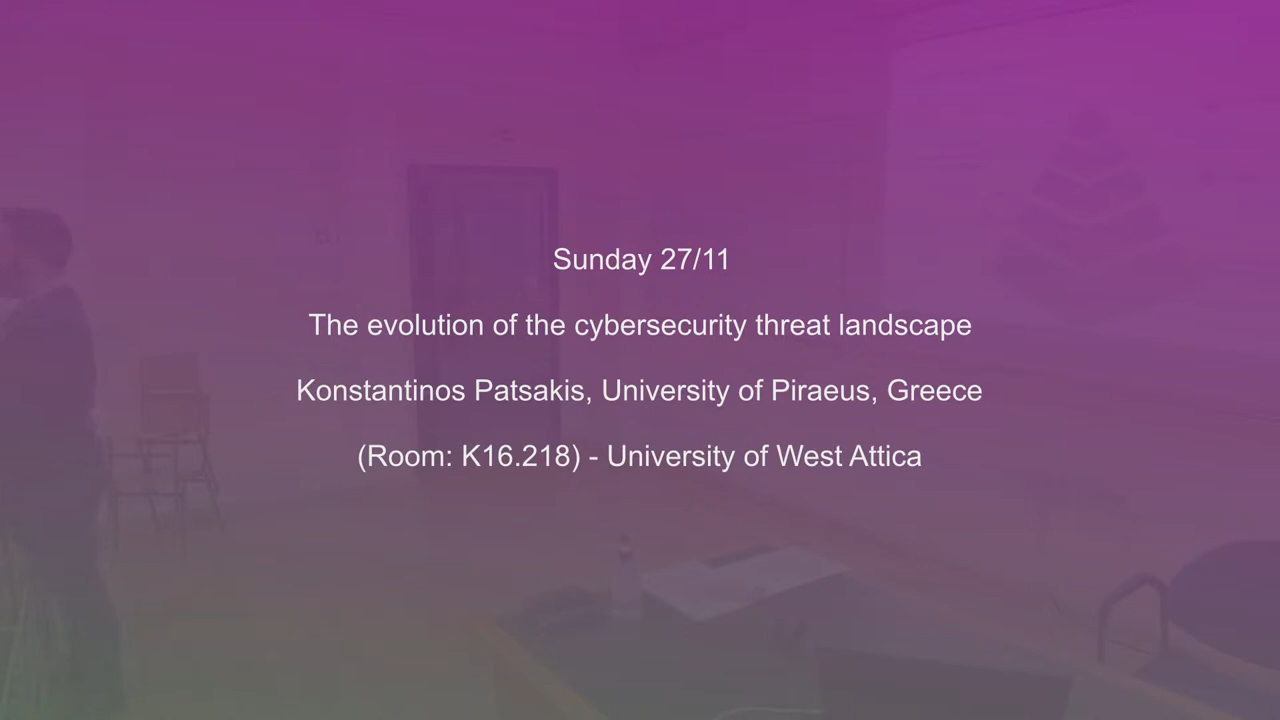 Sunday 27/11
The evolution of the cybersecurity threat landscape
Konstantinos Patsakis, University of Piraeus, Greece
(Room: K16.218) - University of West Attica